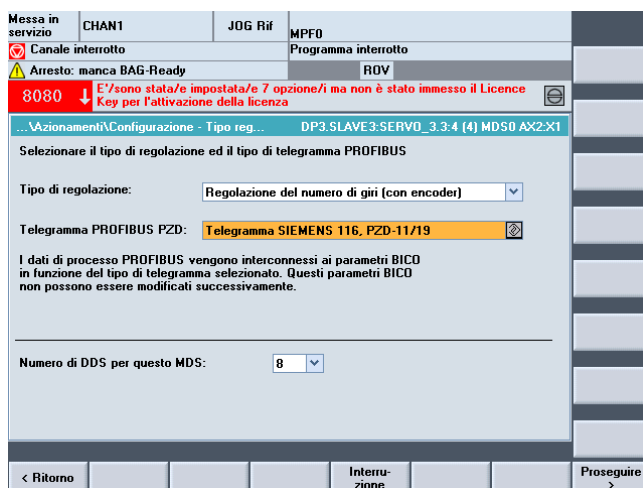 Messa in
servizio
CHAN1
JOG Rif
MPF0
Canale interrotto
Programma interrotto
Arresto: manca BAG-Ready
ROV
8080
E'/sono stata/e impostata/e 7 opzione/i ma non è stato immesso il Licence
Key per l'attivazione della licenza
...\Azionamenti\Configurazione - Tipo reg...
DP3.SLAVE3:SERVO_3.3:4 (4) MDS0 AX2:X1
Selezionare il tipo di regolazione ed il tipo di telegramma PROFIBUS
Tipo di regolazione:
Regolazione del numero di giri (con encoder)
Telegramma PROFIBUS PZD:
Telegramma SIEMENS 116, PZD-11/19
I dati di processo PROFIBUS vengono interconnessi ai parametri BICO
in funzione del tipo di telegramma selezionato. Questi parametri BICO
non possono essere modificati successivamente.
Numero di DDS per questo MDS:
8
< Ritorno
Interru-
zione
Proseguire
>